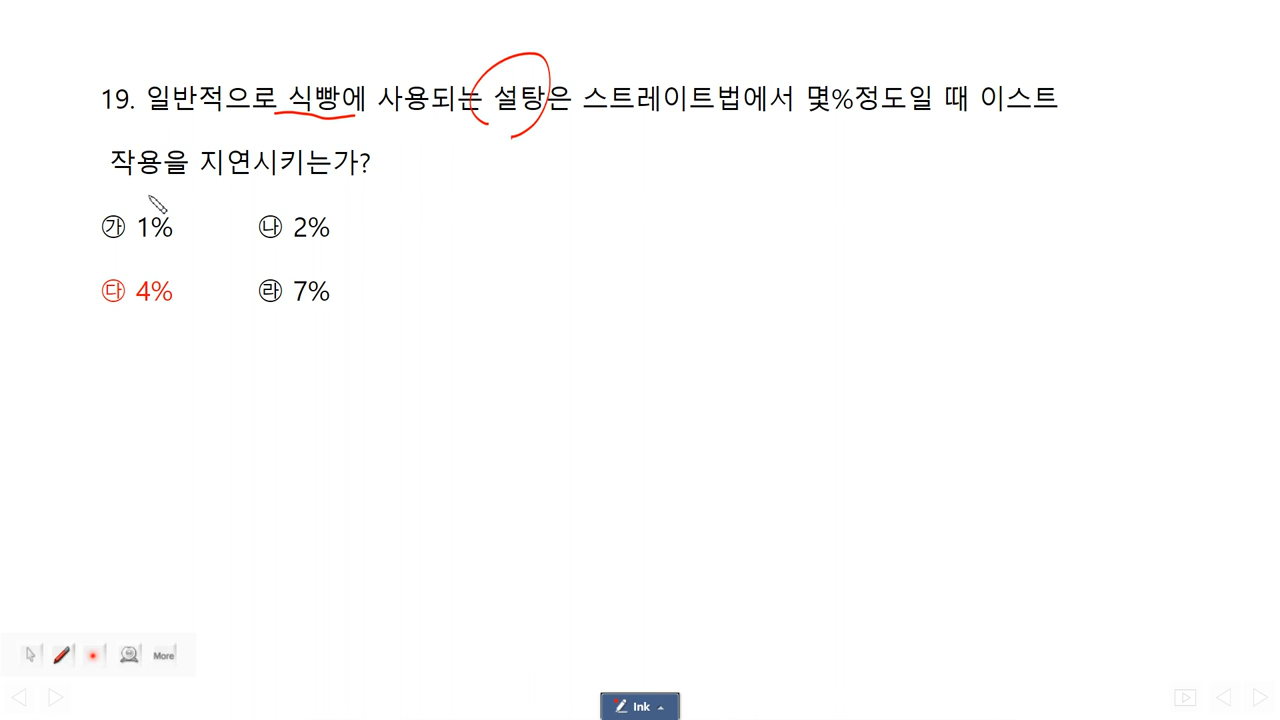 19. 일반적으로 식빵에 사용되는 설탕은 스트레이트법에서 몇%정도일 때 이스트
작용을 지연시키는가?
㉮ 1% ㉯ 2%
㉰ 4% ㉱ 7%
More
Ink